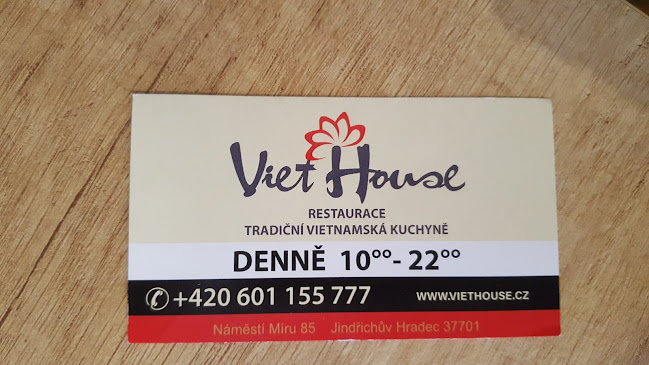 Viet House
RESTAURACE
TRADIČNÍ VIETNAMSKÁ KUCHYNĚ
DENNĚ 10°° - 22°°
✆ +420 601 155 777 WWW.VIETHOUSE.CZ
Náměstí Míru 85 Jindřichův Hradec 37701